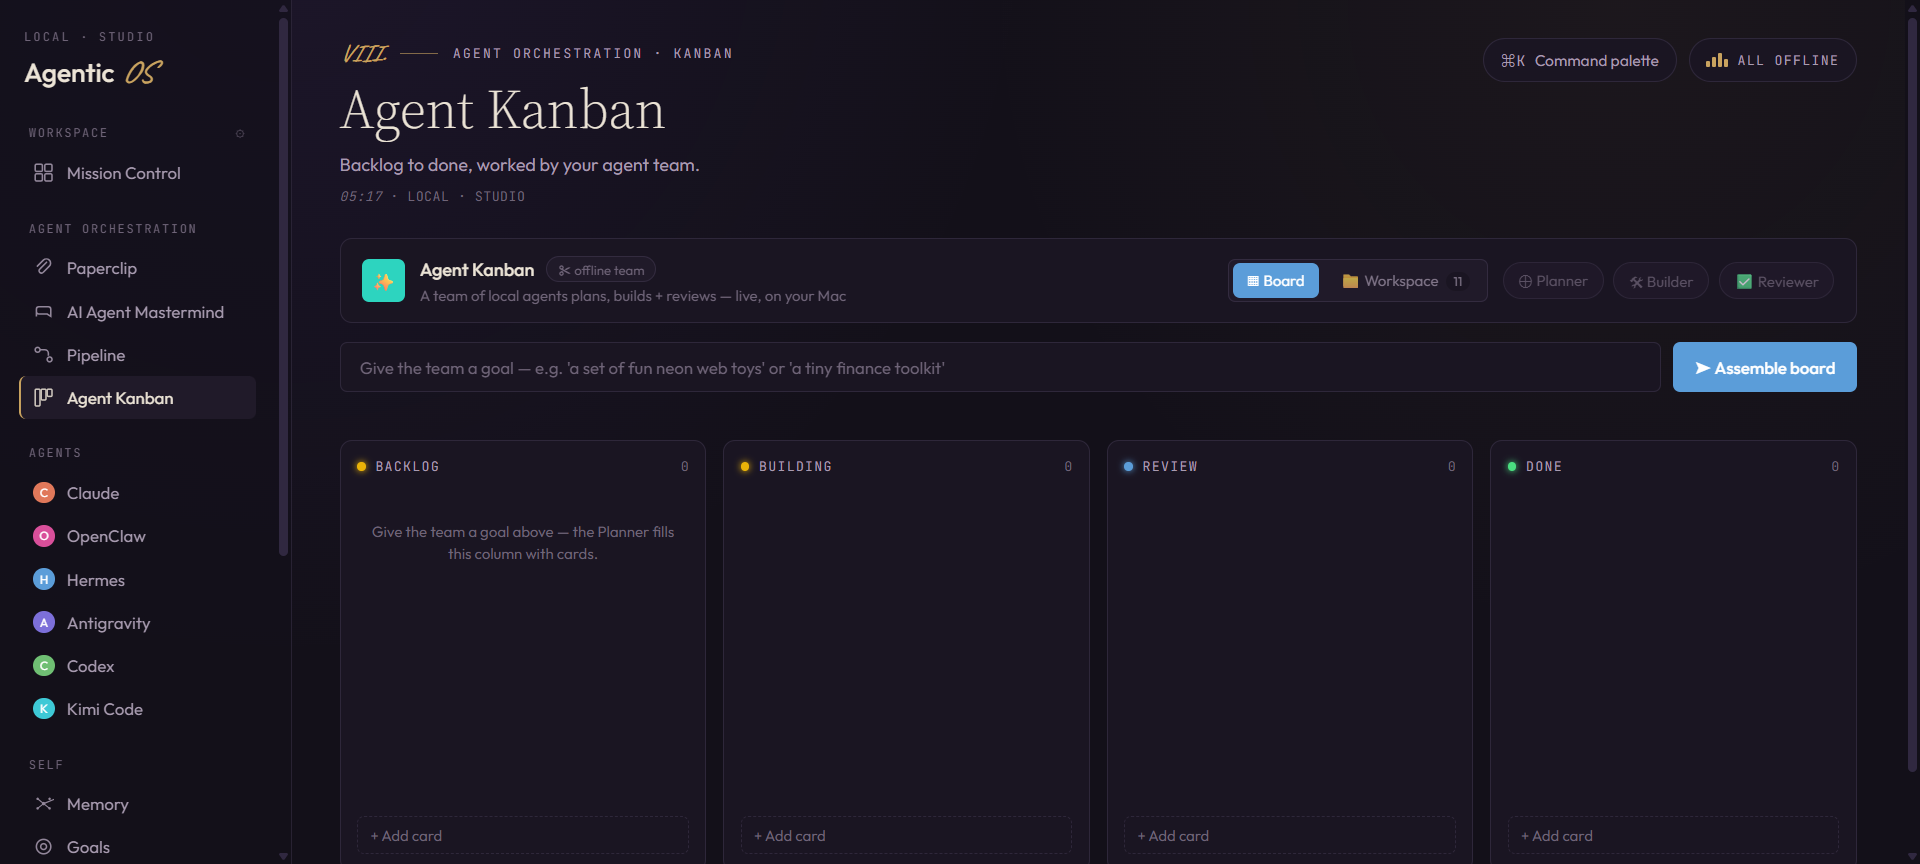 LOCAL · STUDIO
Agentic OS
WORKSPACE
Mission Control
AGENT ORCHESTRATION
Paperclip
AI Agent Mastermind
Pipeline
Agent Kanban
AGENTS
C Claude
O OpenClaw
H Hermes
A Antigravity
C Codex
K Kimi Code
SELF
Memory
Goals
VIII. AGENT ORCHESTRATION · KANBAN
⌘K Command palette
ALL OFFLINE
Agent Kanban
Backlog to done, worked by your agent team.
05:17 · LOCAL · STUDIO
Agent Kanban offline team
A team of local agents plans, builds + reviews — live, on your Mac
Board Workspace 11 Planner Builder Reviewer
Give the team a goal — e.g. 'a set of fun neon web toys' or 'a tiny finance toolkit'
➤ Assemble board
BACKLOG 0
Give the team a goal above — the Planner fills
this column with cards.
+ Add card
BUILDING 0
+ Add card
REVIEW 0
+ Add card
DONE 0
+ Add card